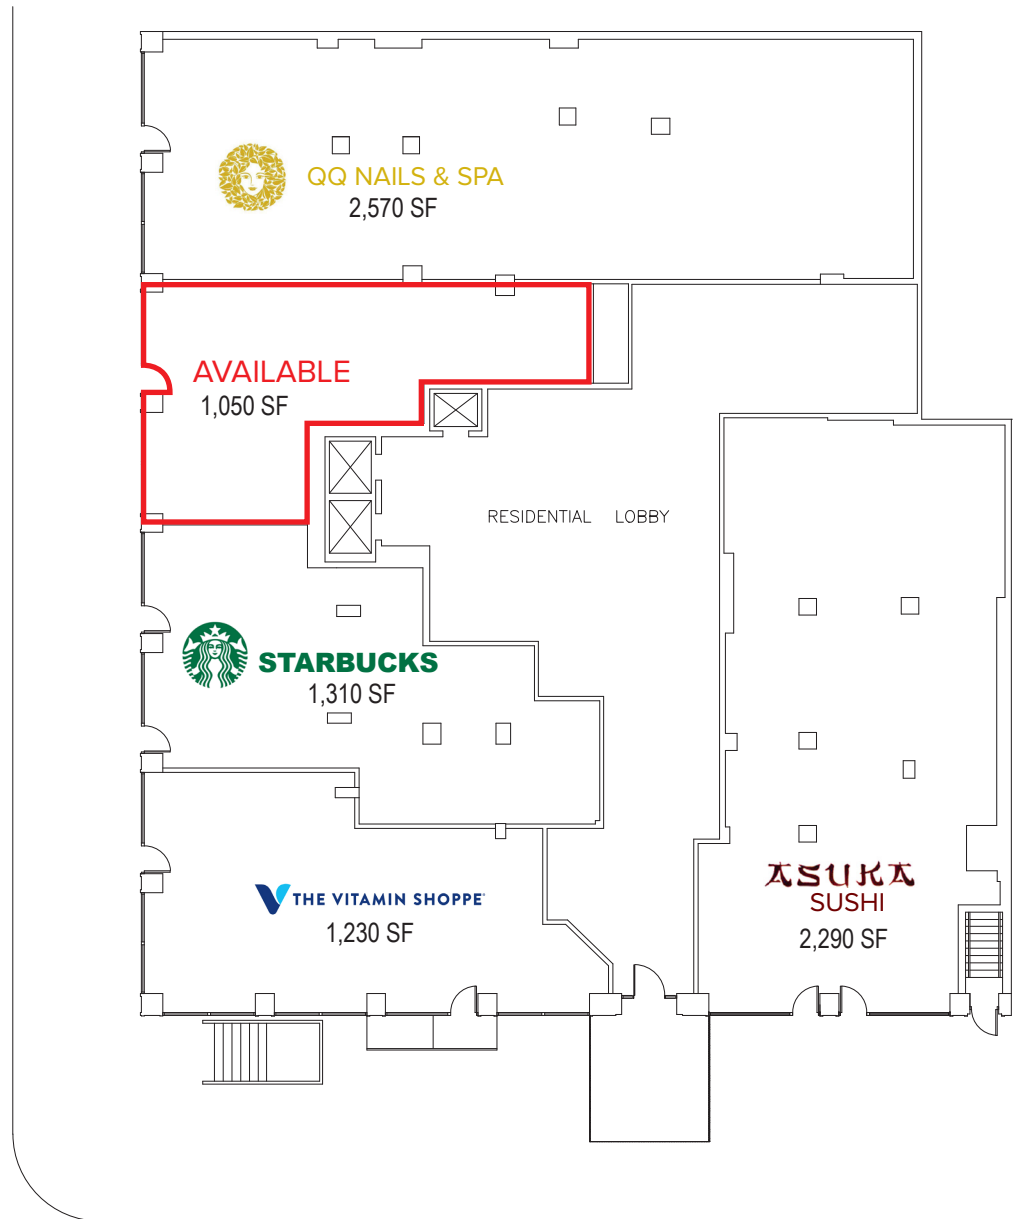 QQ NAILS & SPA
2,570 SF
AVAILABLE
1,050 SF
RESIDENTIAL LOBBY
STARBUCKS
1,310 SF
THE VITAMIN SHOPPE
1,230 SF
ASUKA
SUSHI
2,290 SF